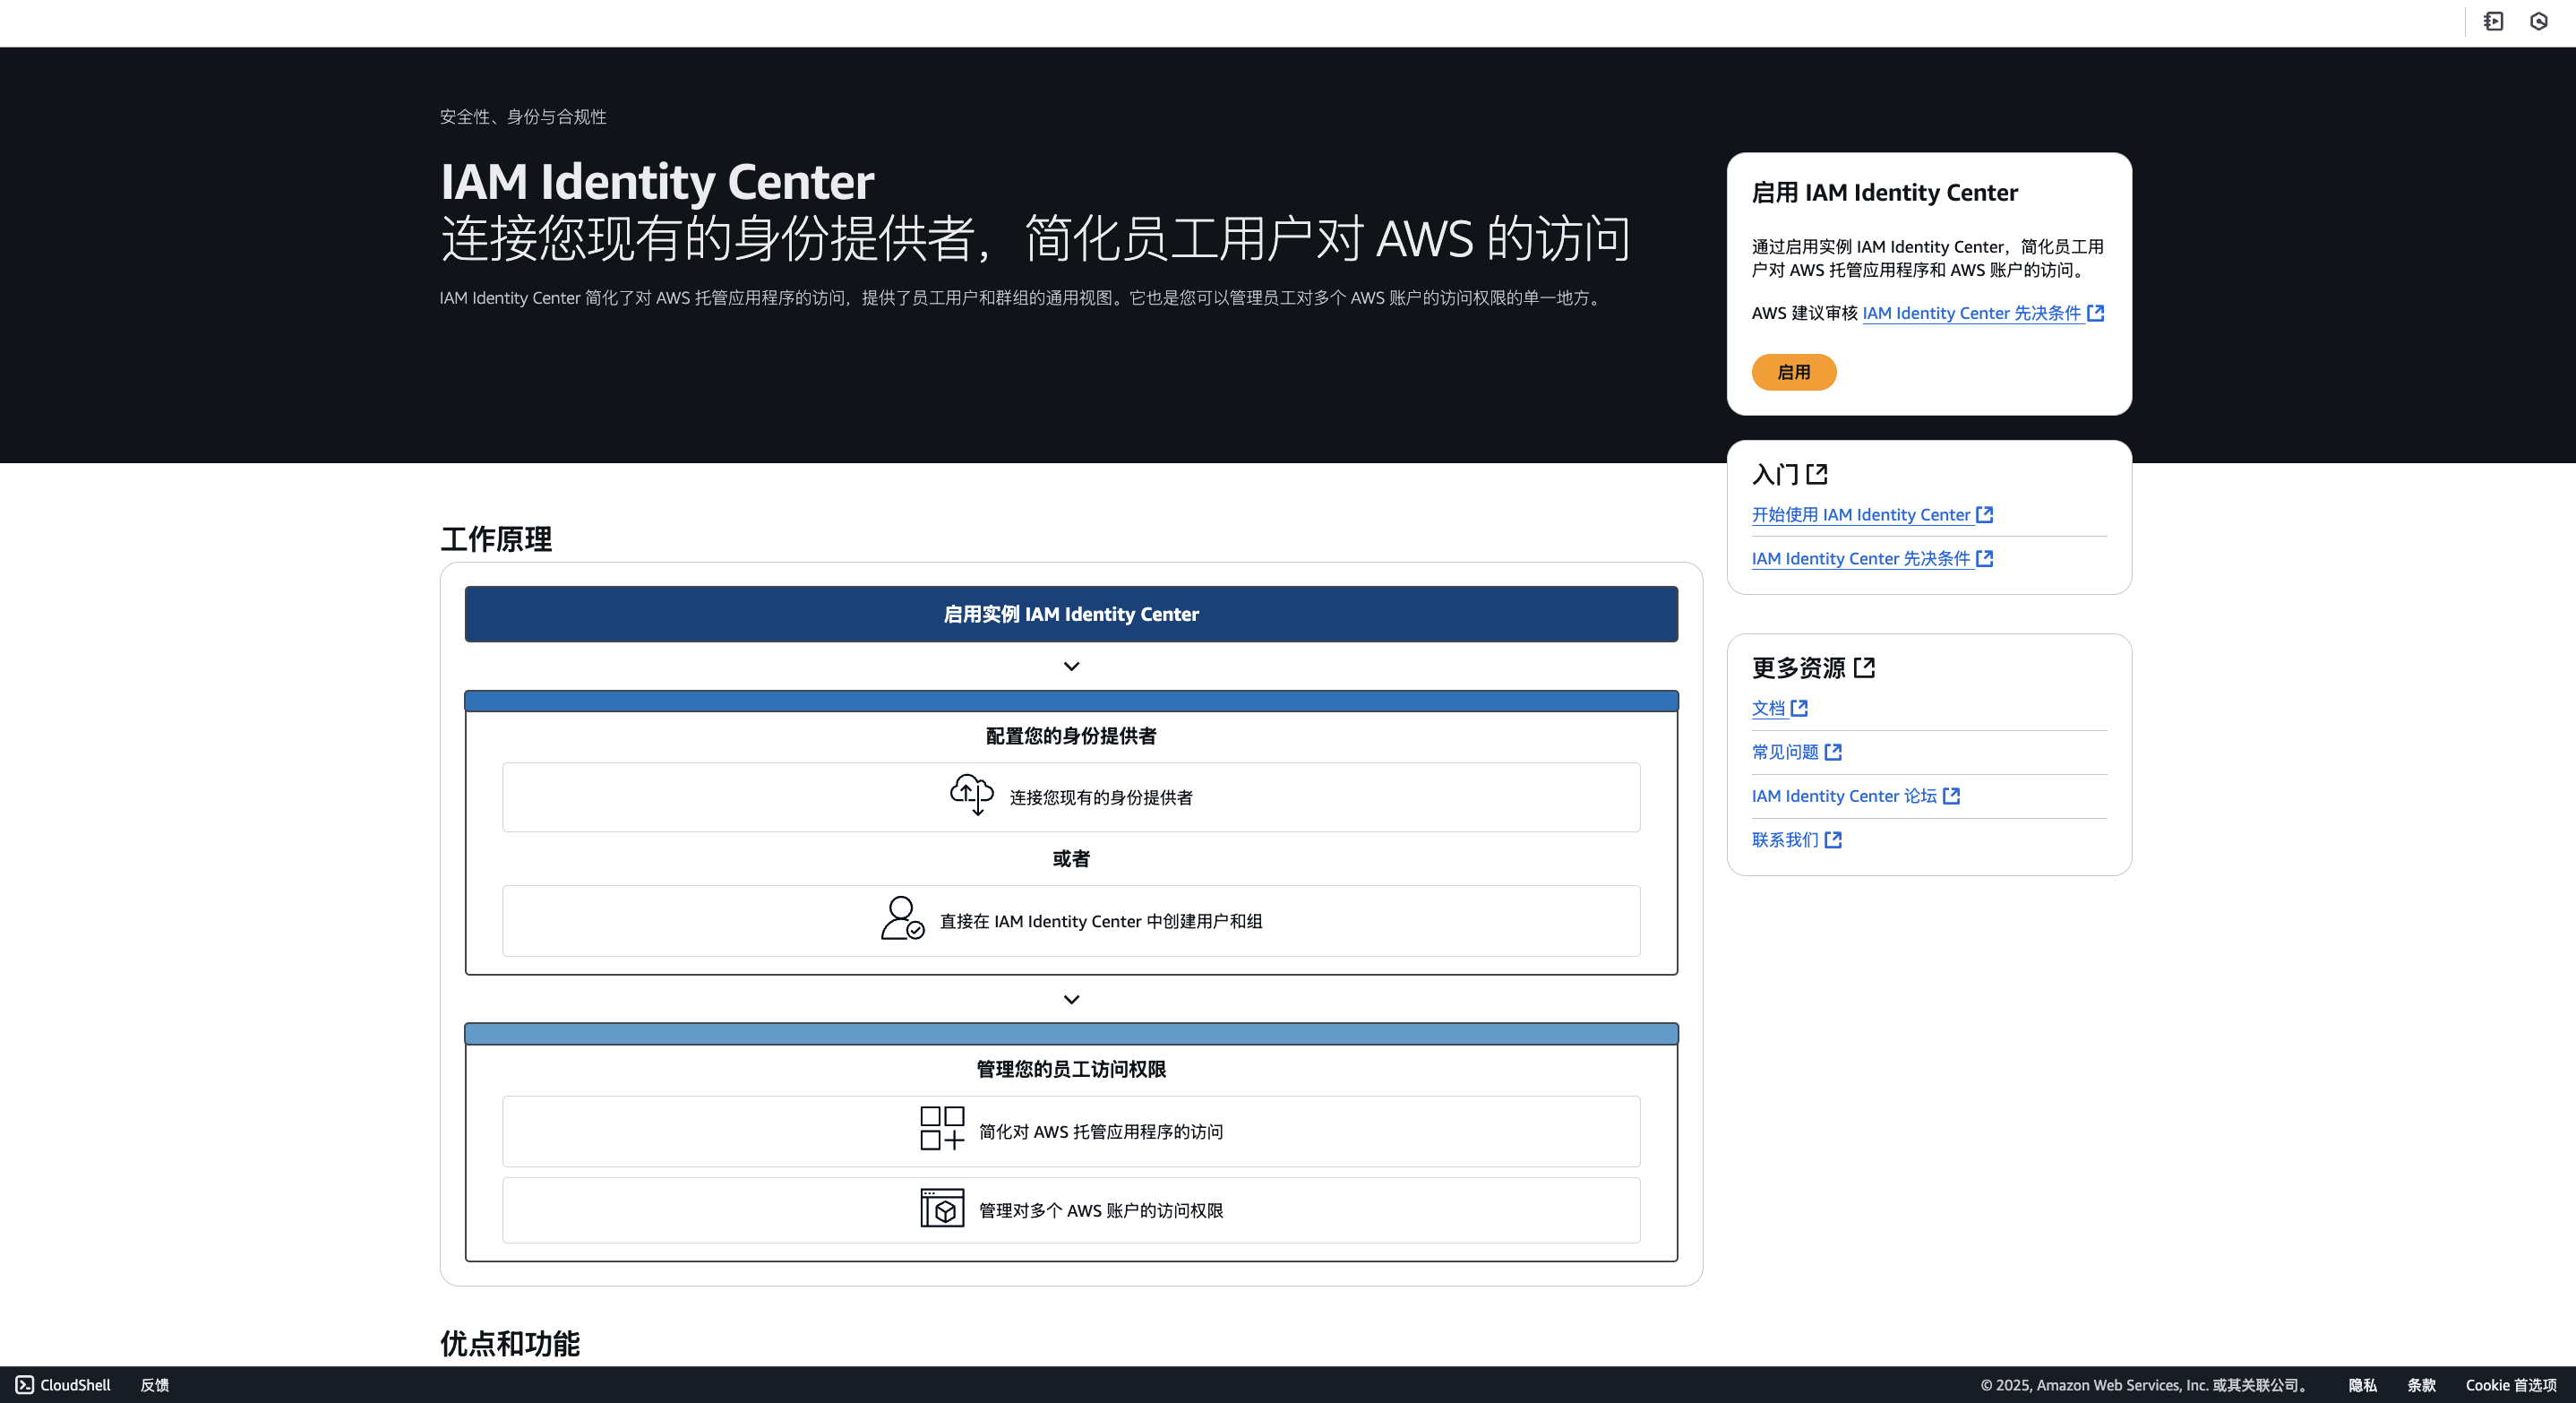 安全性、身份与合规性
IAM Identity Center
连接您现有的身份提供者，简化员工用户对 AWS 的访问
IAM Identity Center 简化了对 AWS 托管应用程序的访问，提供了员工用户和群组的通用视图。它也是您可以管理员工对多个 AWS 账户的访问权限的单一地方。
启用 IAM Identity Center
通过启用实例 IAM Identity Center，简化员工用
户对 AWS 托管应用程序和 AWS 账户的访问。
AWS 建议审核 IAM Identity Center 先决条件
启用
入门
开始使用 IAM Identity Center
IAM Identity Center 先决条件
更多资源
文档
常见问题
IAM Identity Center 论坛
联系我们
工作原理
启用实例 IAM Identity Center
配置您的身份提供者
连接您现有的身份提供者
或者
直接在 IAM Identity Center 中创建用户和组
管理您的员工访问权限
简化对 AWS 托管应用程序的访问
管理对多个 AWS 账户的访问权限
优点和功能
CloudShell 反馈 © 2025, Amazon Web Services, Inc. 或其关联公司。 隐私 条款 Cookie 首选项